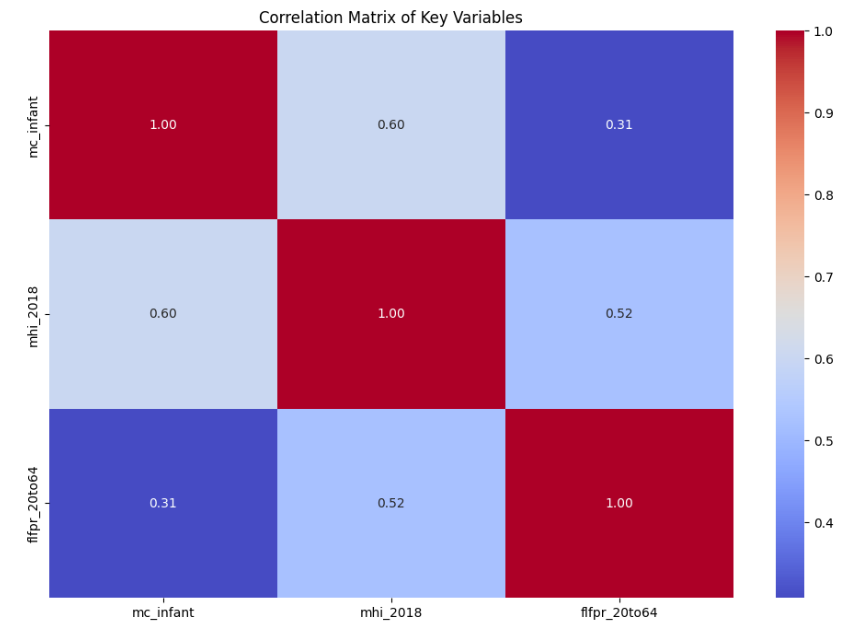 Correlation Matrix of Key Variables
mc_infant
1.00
0.60
0.31
mhi_2018
0.60
1.00
0.52
flfpr_20to64
0.31
0.52
1.00
mc_infant
mhi_2018
flfpr_20to64
1.0
0.9
0.8
0.7
0.6
0.5
0.4